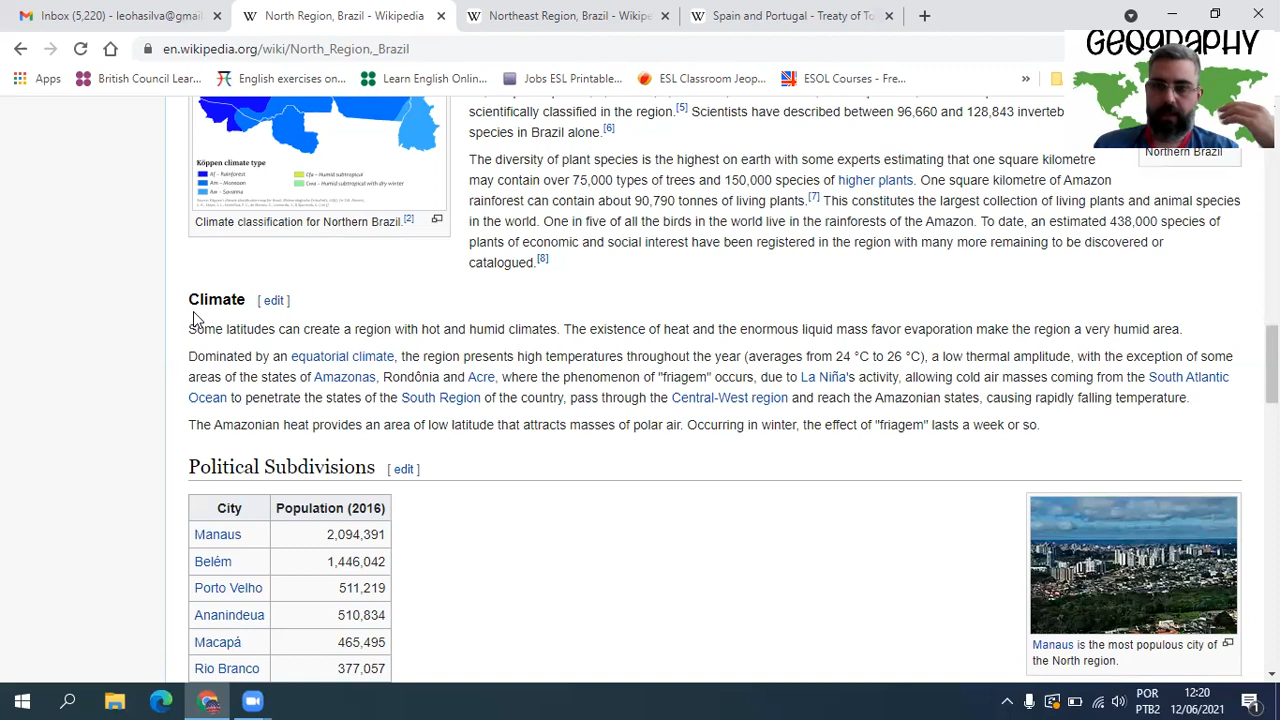 Inbox (5,220) - leohasilva@gmail
North Region, Brazil - Wikipedia
Northeast Region, Brazil - Wikipe
Spain and Portugal - Treaty of To
en.wikipedia.org/wiki/North_Region,_Brazil
GEOGRAPHY
Apps
British Council Lear...
English exercises on...
Learn English Onlin...
Jobs ESL Printable...
ESL Classroom Jeop...
ESOL Courses - Fre...
»
scientifically classified in the region.[5] Scientists have described between 96,660 and 128,843 inverteb
species in Brazil alone.[6]
The diversity of plant species is the highest on earth with some experts estimating that one square kilometre
may contain over 75,000 types of trees and 150,000 species of higher plants. One square kilometre of Amazon
rainforest can contain about 90,790 tonnes of living plants.[7] This constitutes the largest collection of living plants and animal species
in the world. One in five of all the birds in the world live in the rainforests of the Amazon. To date, an estimated 438,000 species of
plants of economic and social interest have been registered in the region with many more remaining to be discovered or
catalogued.[8]
Northern Brazil
Köppen climate type
Af - Rainforest
Am - Monsoon
Aw - Savanna
Cfa - Humid subtropical
Cwa - Humid subtropical with dry winter
Climate classification for Northern Brazil.[2]
Climate [ edit ]
Some latitudes can create a region with hot and humid climates. The existence of heat and the enormous liquid mass favor evaporation make the region a very humid area.
Dominated by an equatorial climate, the region presents high temperatures throughout the year (averages from 24 °C to 26 °C), a low thermal amplitude, with the exception of some
areas of the states of Amazonas, Rondônia and Acre, where the phenomenon of "friagem" occurs, due to La Niña's activity, allowing cold air masses coming from the South Atlantic
Ocean to penetrate the states of the South Region of the country, pass through the Central-West region and reach the Amazonian states, causing rapidly falling temperature.
The Amazonian heat provides an area of low latitude that attracts masses of polar air. Occurring in winter, the effect of "friagem" lasts a week or so.
Political Subdivisions [ edit ]
City Population (2016)
Manaus 2,094,391
Belém 1,446,042
Porto Velho 511,219
Ananindeua 510,834
Macapá 465,495
Rio Branco 377,057
Manaus is the most populous city of
the North region.
POR
PTB2
12:20
12/06/2021
1